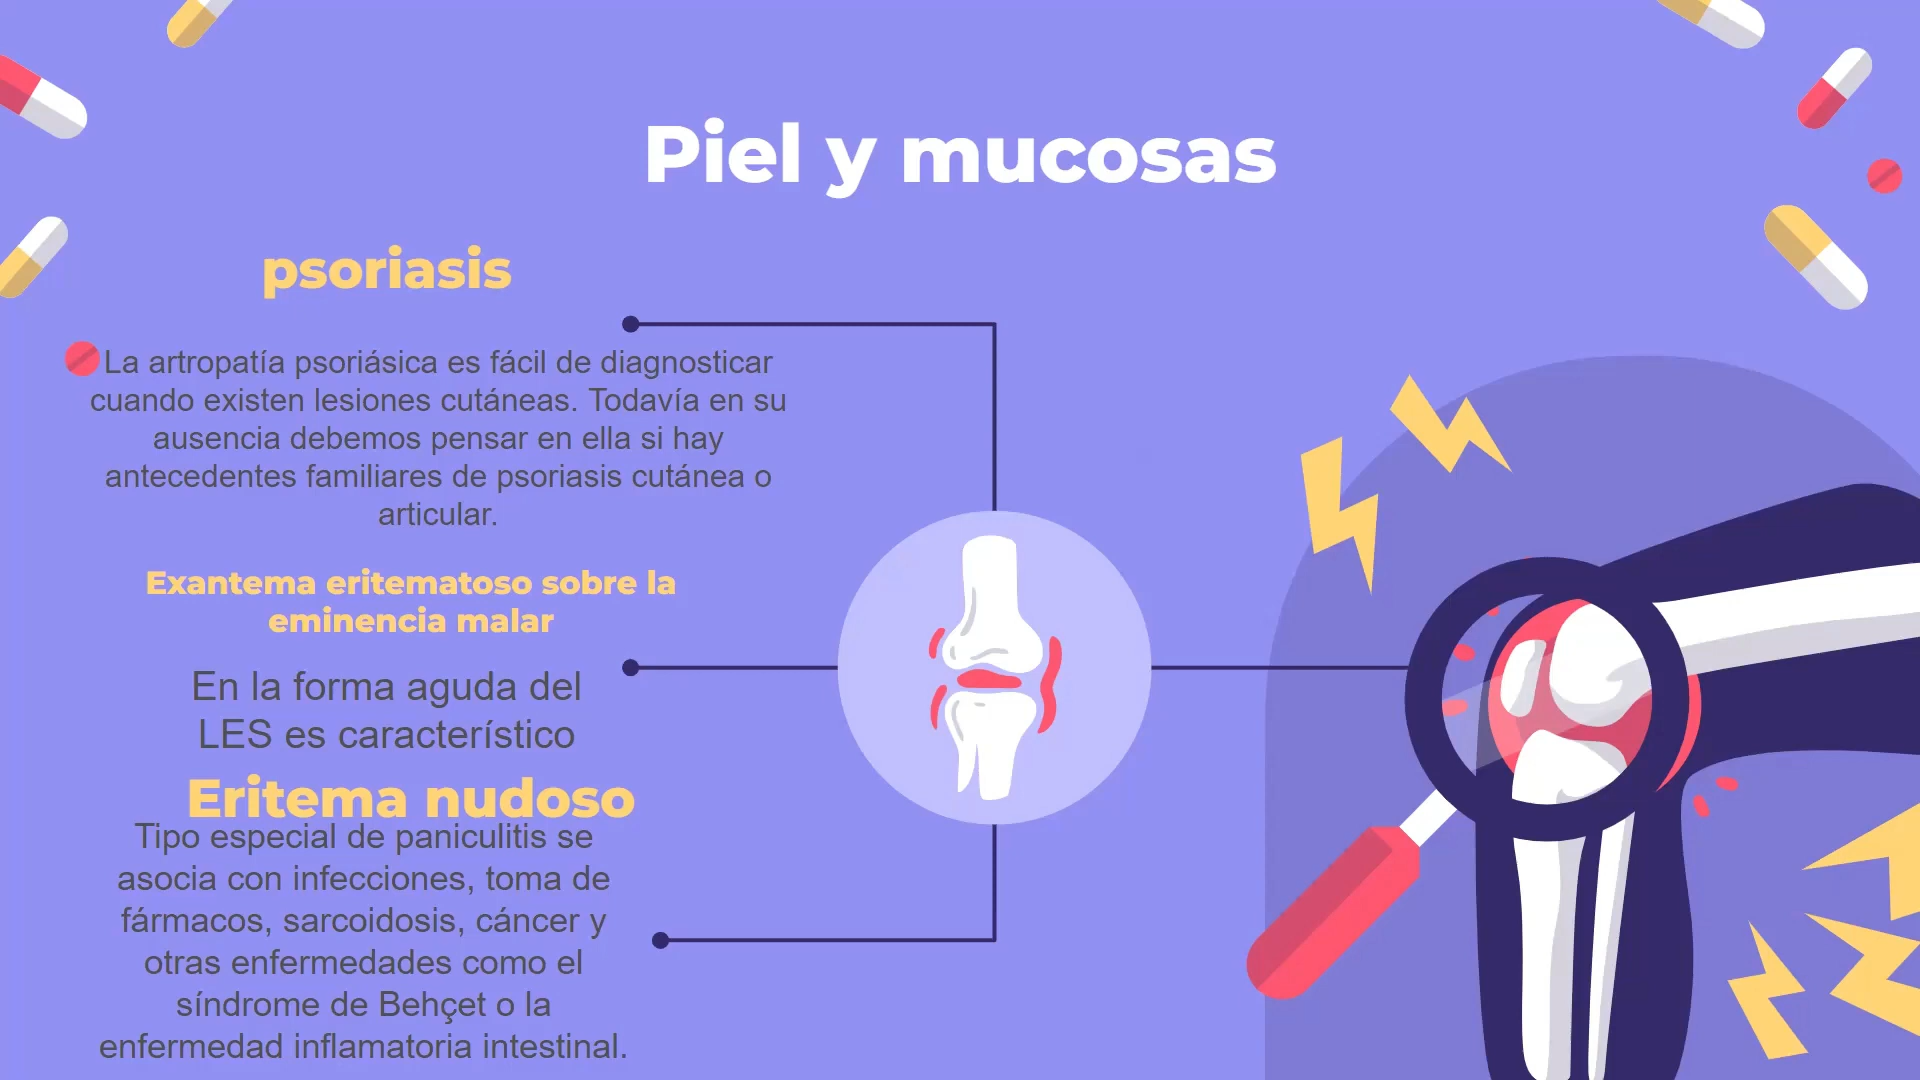 Piel y mucosas
psoriasis
La artropatía psoriásica es fácil de diagnosticar
cuando existen lesiones cutáneas. Todavía en su
ausencia debemos pensar en ella si hay
antecedentes familiares de psoriasis cutánea o
articular.
Exantema eritematoso sobre la
eminencia malar
En la forma aguda del
LES es característico
Eritema nudoso
Tipo especial de paniculitis se
asocia con infecciones, toma de
fármacos, sarcoidosis, cáncer y
otras enfermedades como el
síndrome de Behçet o la
enfermedad inflamatoria intestinal.